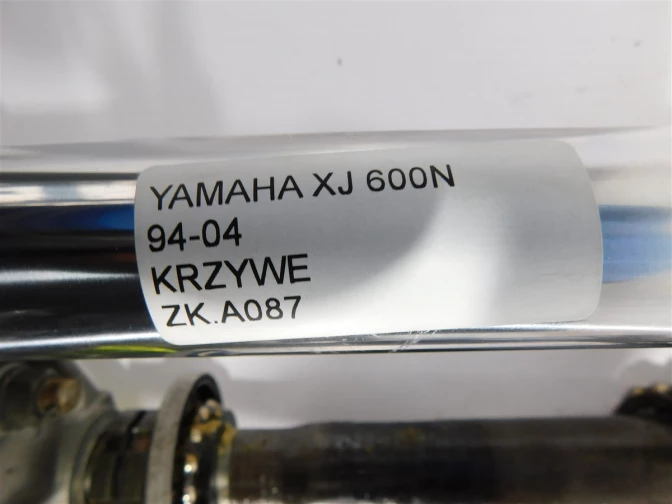 YAMAHA XJ 600N
94-04
KRZYWE
ZK.A087